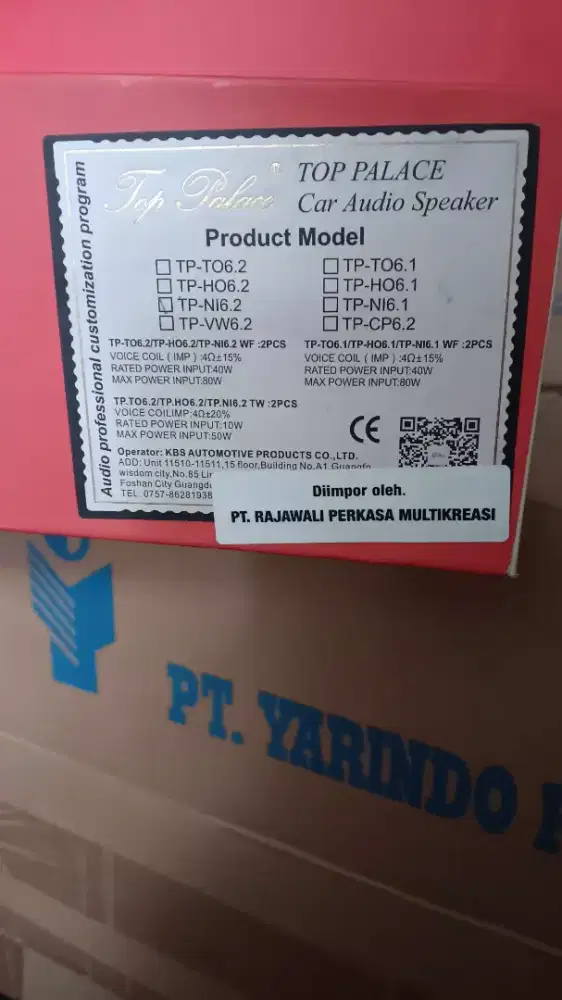 Audio professional customization program
Top Palace ®
TOP PALACE
Car Audio Speaker
Product Model
☐ TP-TO6.2
☐ TP-TO6.1
☐ TP-HO6.2
☐ TP-HO6.1
☑ TP-NI6.2
☐ TP-NI6.1
☐ TP-VW6.2
☐ TP-CP6.2
TP-TO6.2/TP-HO6.2/TP-NI6.2 WF :2PCS
VOICE COIL ( IMP ) :4Ω±15%
RATED POWER INPUT:40W
MAX POWER INPUT:80W
TP-TO6.1/TP-HO6.1/TP-NI6.1 WF :2PCS
VOICE COIL ( IMP ) :4Ω±15%
RATED POWER INPUT:40W
MAX POWER INPUT:80W
TP.TO6.2/TP.HO6.2/TP.NI6.2 TW :2PCS
VOICE COILIMP:4Ω±20%
RATED POWER INPUT:10W
MAX POWER INPUT:50W
CE
Operator: KBS AUTOMOTIVE PRODUCTS CO.,LTD.
ADD: Unit 11510-11511,15 floor,Building No.A1
wisdom city,No.85
Foshan City
TEL 0757-8628193
Diimpor oleh.
PT. RAJAWALI PERKASA MULTIKREASI
PT. YARINDO